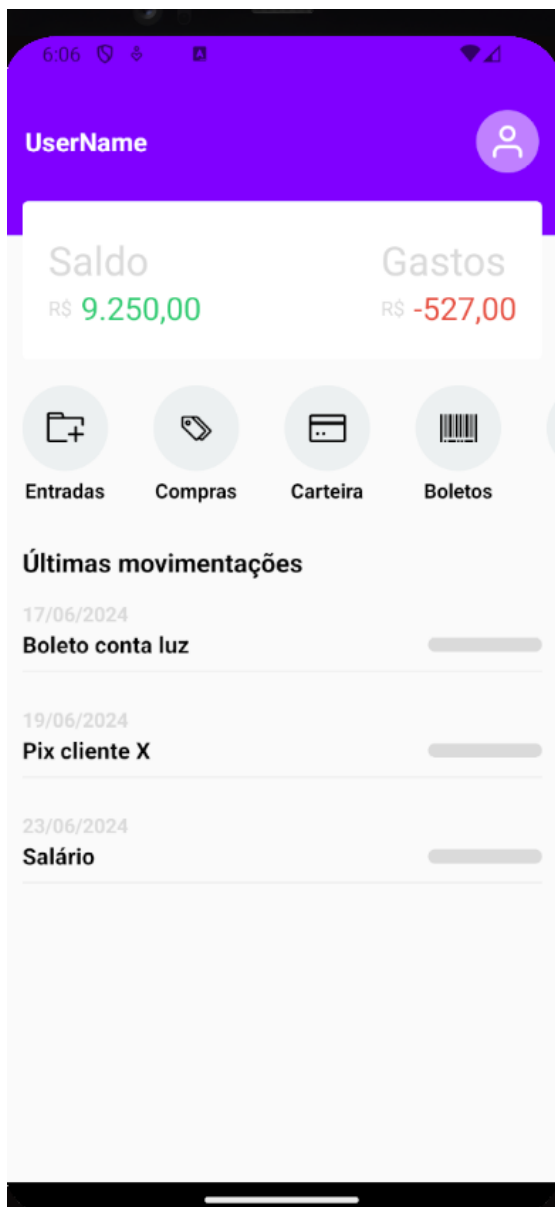 6:06
UserName
Saldo Gastos
R$ 9.250,00 R$ -527,00
Entradas Compras Carteira Boletos
Últimas movimentações
17/06/2024
Boleto conta luz
19/06/2024
Pix cliente X
23/06/2024
Salário